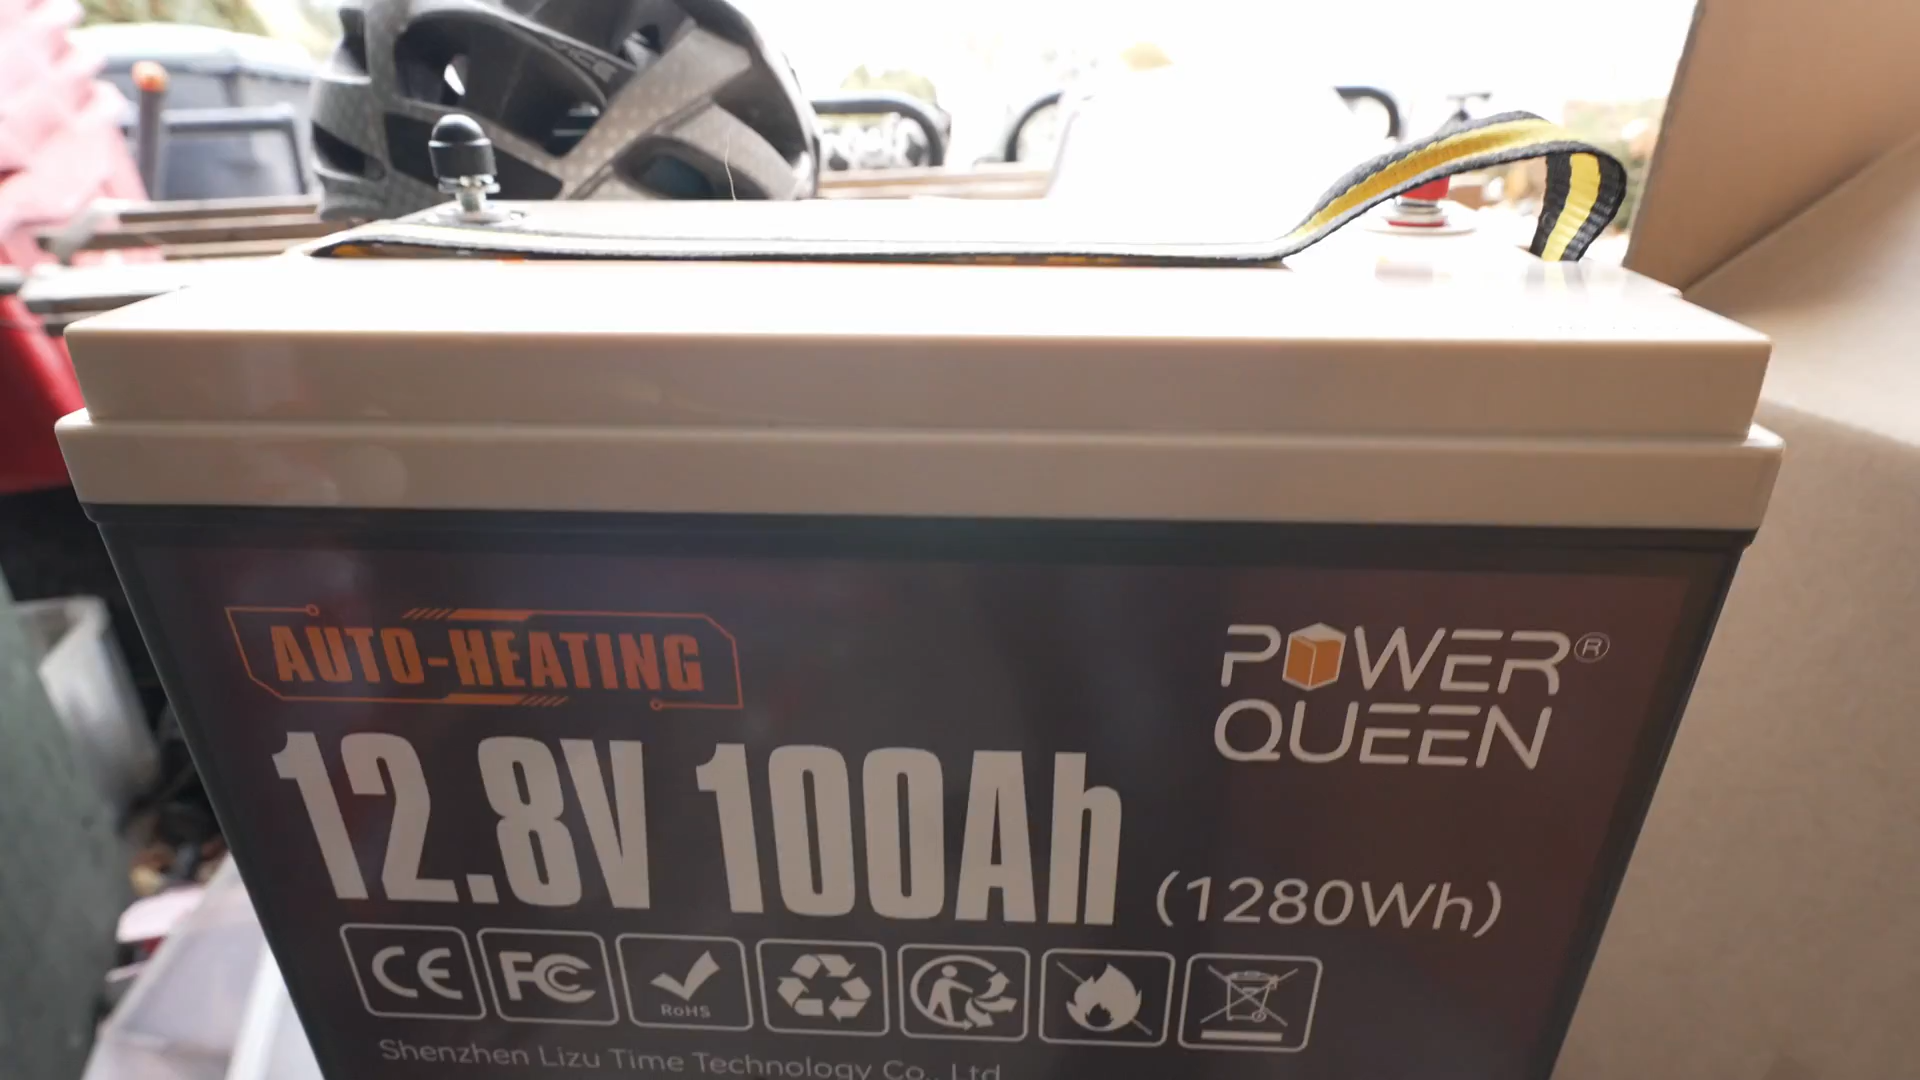 AUTO-HEATING
POWER®
QUEEN
12.8V 100Ah (1280Wh)
CE FC RoHS
Shenzhen Lizu Time Technology Co., Ltd